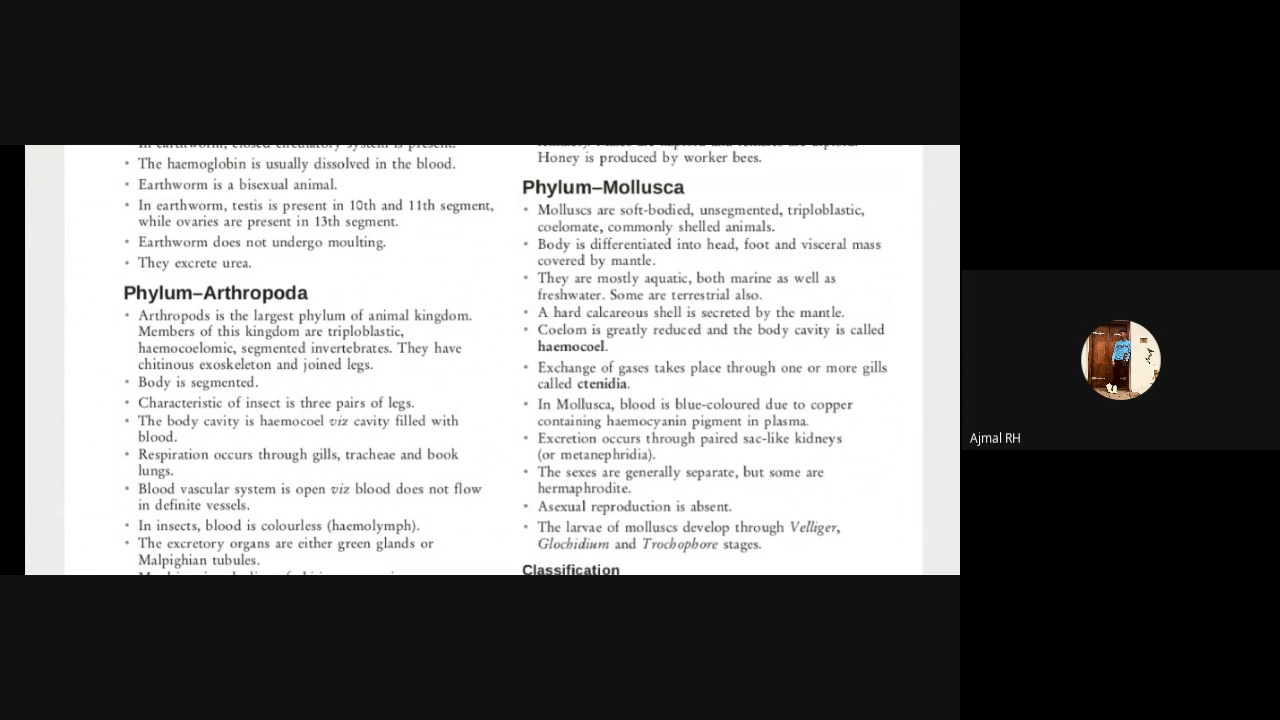 In earthworm, closed circulatory system is present.
• The haemoglobin is usually dissolved in the blood.
• Earthworm is a bisexual animal.
• In earthworm, testis is present in 10th and 11th segment,
while ovaries are present in 13th segment.
• Earthworm does not undergo moulting.
• They excrete urea.
Phylum–Arthropoda
• Arthropods is the largest phylum of animal kingdom.
Members of this kingdom are triploblastic,
haemocoelomic, segmented invertebrates. They have
chitinous exoskeleton and joined legs.
• Body is segmented.
• Characteristic of insect is three pairs of legs.
• The body cavity is haemocoel viz cavity filled with
blood.
• Respiration occurs through gills, tracheae and book
lungs.
• Blood vascular system is open viz blood does not flow
in definite vessels.
• In insects, blood is colourless (haemolymph).
• The excretory organs are either green glands or
Malpighian tubules.
Honey is produced by worker bees.
Phylum–Mollusca
• Molluscs are soft-bodied, unsegmented, triploblastic,
coelomate, commonly shelled animals.
• Body is differentiated into head, foot and visceral mass
covered by mantle.
• They are mostly aquatic, both marine as well as
freshwater. Some are terrestrial also.
• A hard calcareous shell is secreted by the mantle.
• Coelom is greatly reduced and the body cavity is called
haemocoel.
• Exchange of gases takes place through one or more gills
called ctenidia.
• In Mollusca, blood is blue-coloured due to copper
containing haemocyanin pigment in plasma.
• Excretion occurs through paired sac-like kidneys
(or metanephridia).
• The sexes are generally separate, but some are
hermaphrodite.
• Asexual reproduction is absent.
• The larvae of molluscs develop through Velliger,
Glochidium and Trochophore stages.
Classification
Ajmal RH